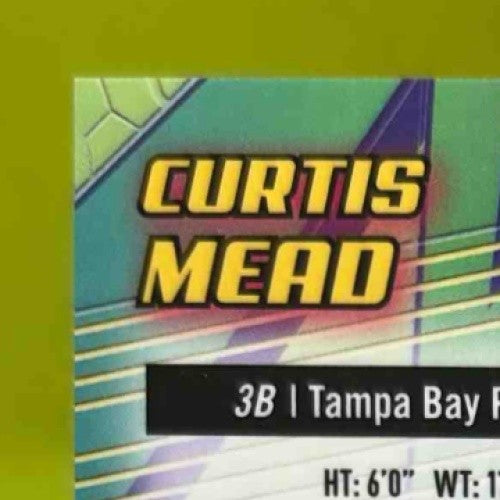 CURTIS
MEAD
3B | Tampa Bay
HT: 6'0" WT: